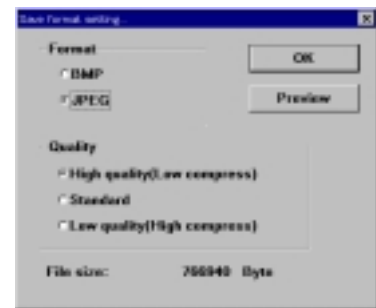 Save format setting...
Format
OK
BMP
JPEG
Preview
Quality
High quality(Low compress)
Standard
Low quality(High compress)
File size: 766940 Byte